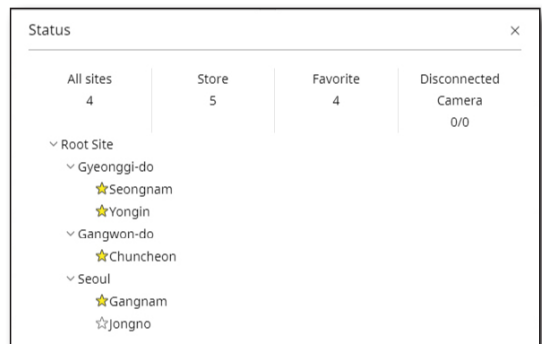 Status
All sites Store Favorite Disconnected
4 5 4 Camera
0/0
Root Site
Gyeonggi-do
Seongnam
Yongin
Gangwon-do
Chuncheon
Seoul
Gangnam
Jongno